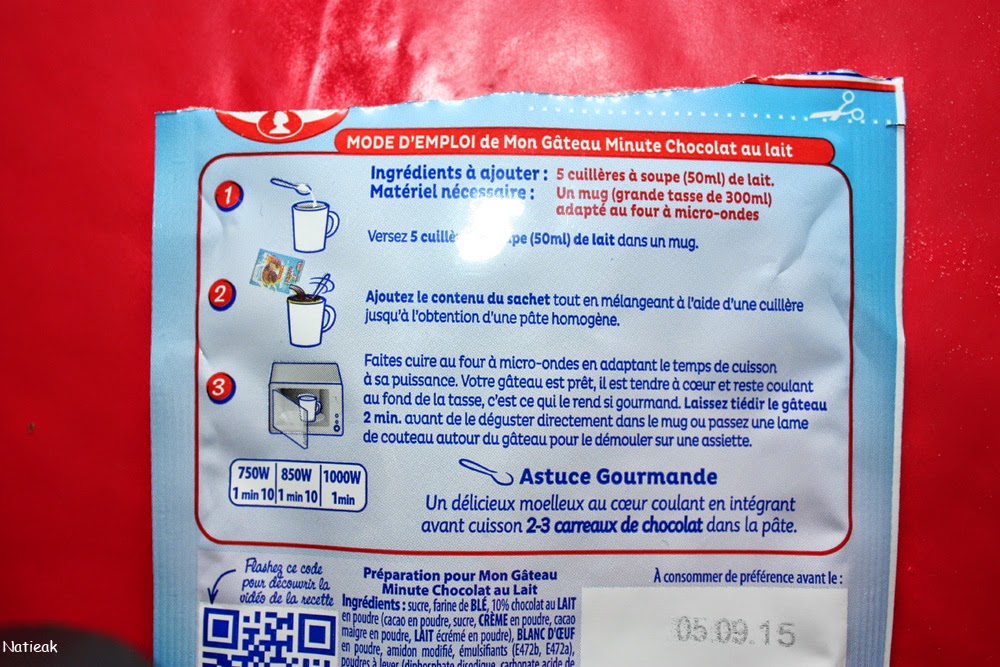 MODE D'EMPLOI de Mon Gâteau Minute Chocolat au lait
1
Ingrédients à ajouter : 5 cuillères à soupe (50ml) de lait.
Matériel nécessaire : Un mug (grande tasse de 300ml)
adapté au four à micro-ondes
Versez 5 (50ml) de lait dans un mug.
2
Ajoutez le contenu du sachet tout en mélangeant à l'aide d'une cuillère
jusqu'à l'obtention d'une pâte homogène.
3
Faites cuire au four à micro-ondes en adaptant le temps de cuisson
à sa puissance. Votre gâteau est prêt, il est tendre à cœur et reste coulant
au fond de la tasse, c'est ce qui le rend si gourmand. Laissez tiédir le gâteau
2 min. avant de le déguster directement dans le mug ou passez une lame
de couteau autour du gâteau pour le démouler sur une assiette.
750W 850W 1000W
1 min 10 1 min 10 1min
Astuce Gourmande
Un délicieux moelleux au cœur coulant en intégrant
avant cuisson 2-3 carreaux de chocolat dans la pâte.
Flashez ce code
pour découvrir la
vidéo de la recette
Préparation pour Mon Gâteau
Minute Chocolat au Lait
Ingrédients : sucre, farine de BLÉ, 10% chocolat au LAIT
en poudre (cacao en poudre, sucre, CRÈME en poudre, cacao
maigre en poudre, LAIT écrémé en poudre), BLANC D'ŒUF
en poudre, amidon modifié, émulsifiants (E472b, E472a),
poudres à lever (diphosphate disodique, carbonate acide de
À consommer de préférence avant le :
05.09.15
Natieak